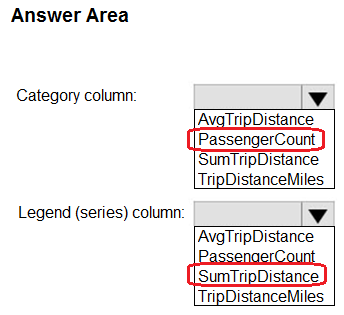 Answer Area
Category column:
AvgTripDistance
PassengerCount
SumTripDistance
TripDistanceMiles
Legend (series) column:
AvgTripDistance
PassengerCount
SumTripDistance
TripDistanceMiles